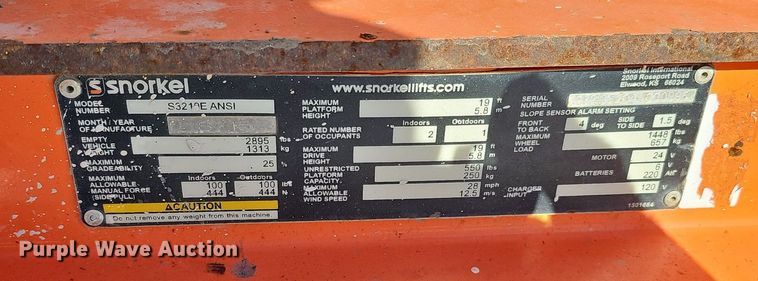 snorkel
www.snorkellifts.com
Snorkel International
2009 Roseport Road
Elwood, KS 66024
MODEL NUMBER S3219E ANSI
MONTH / YEAR OF MANUFACTURE
EMPTY VEHICLE WEIGHT 2895 lbs 1313 kg
MAXIMUM GRADEABILITY 25 %
Indoors Outdoors
MAXIMUM ALLOWABLE MANUAL FORCE (SIDE PULL) 100 100 lbs
444 444 N
CAUTION
Do not remove any weight from this machine
MAXIMUM PLATFORM HEIGHT 19 ft 5.8 m
Indoors Outdoors
RATED NUMBER OF OCCUPANTS 2 1
MAXIMUM DRIVE HEIGHT 19 ft 5.8 m
UNRESTRICTED PLATFORM CAPACITY 550 lbs 250 kg
MAXIMUM ALLOWABLE WIND SPEED 28 mph 12.5 m/s
SERIAL NUMBER
SLOPE SENSOR ALARM SETTING
FRONT TO BACK 4 deg SIDE TO SIDE 1.5 deg
MAXIMUM WHEEL LOAD 1448 lbs 657 kg
MOTOR 24 V
BATTERIES 6 V
220 AH
CHARGER INPUT 120 V
1501684
Purple Wave Auction